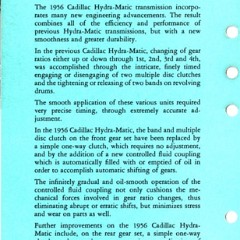 The 1956 Cadillac Hydra-Matic transmission incorpo-
rates many new engineering advancements. The result
combines all of the efficiency and performance of
previous Hydra-Matic transmissions, but with a new
smoothness and greater durability.
In the previous Cadillac Hydra-Matic, changing of gear
ratios either up or down through 1st, 2nd, 3rd and 4th,
was accomplished through the intricate, finely timed
engaging or disengaging of two multiple disc clutches
and the tightening or releasing of two bands on revolving
drums.
The smooth application of these various units required
very precise timing, through extremely accurate ad-
justment.
In the 1956 Cadillac Hydra-Matic, the band and multiple
disc clutch on the front gear set have been replaced by
a simple one-way clutch, which requires no adjustment,
and by the addition of a new controlled fluid coupling
which is automatically filled with or emptied of oil in order
to accomplish automatic shifting of gears.
The infinitely gradual and oil-smooth operation of the
controlled fluid coupling not only cushions the me-
chanical forces involved in gear ratio changes, thus
eliminating abrupt or erratic shifts, but minimizes stress
and wear on parts as well.
Further improvements on the 1956 Cadillac Hydra-
Matic include, on the rear gear set, a simple one-way